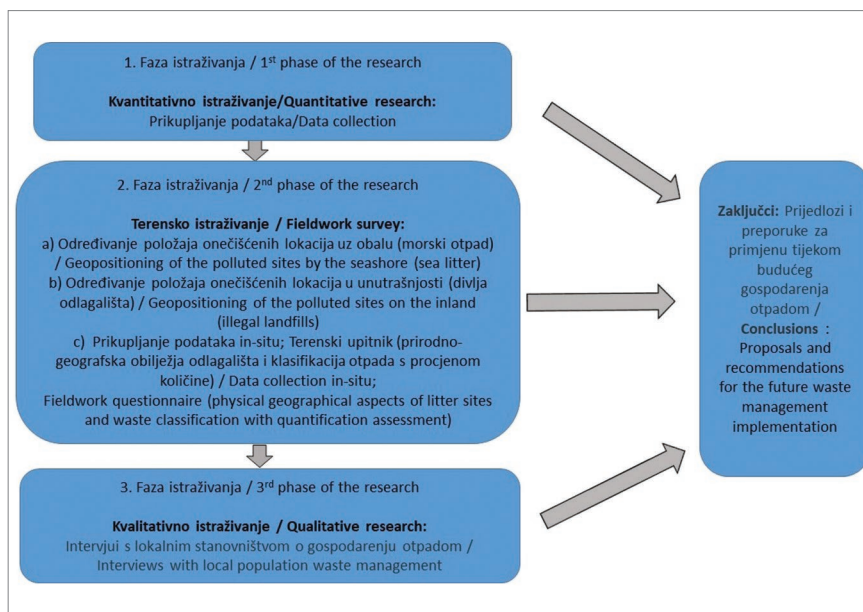 1. Faza istraživanja / 1st phase of the research
Kvantitativno istraživanje/Quantitative research:
Prikupljanje podataka/Data collection
2. Faza istraživanja / 2nd phase of the research
Terensko istraživanje / Fieldwork survey:
a) Određivanje položaja onečišćenih lokacija uz obalu (morski otpad)
/ Geopositioning of the polluted sites by the seashore (sea litter)
b) Određivanje položaja onečišćenih lokacija u unutrašnjosti (divlja
odlagališta) / Geopositioning of the polluted sites on the inland
(illegal landfills)
c) Prikupljanje podataka in-situ; Terenski upitnik (prirodno-
geografska obilježja odlagališta i klasifikacija otpada s procjenom
količine) / Data collection in-situ;
Fieldwork questionnaire (physical geographical aspects of litter sites
and waste classification with quantification assessment)
3. Faza istraživanja / 3rd phase of the research
Kvalitativno istraživanje / Qualitative research:
Intervjui s lokalnim stanovništvom o gospodarenju otpadom /
Interviews with local population waste management
Zaključci: Prijedlozi i
preporuke za
primjenu tijekom
budućeg
gospodarenja
otpadom /
Conclusions :
Proposals and
recommendations
for the future waste
management
implementation